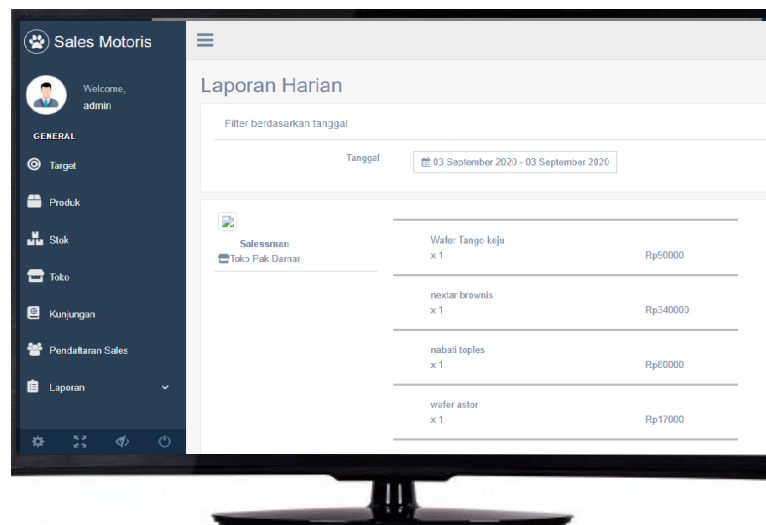 Sales Motoris
Welcome,
admin
GENERAL
Target
Produk
Stok
Toko
Kunjungan
Pendaftaran Sales
Laporan
Laporan Harian
Filter berdasarkan tanggal
Tanggal
03 September 2020 - 03 September 2020
Salessman
Toko Pak Damar
Wafer Tango keju
x 1 Rp90000
nextar brownis
x 1 Rp340000
nabati toples
x 1 Rp80000
wafer astor
x 1 Rp17000